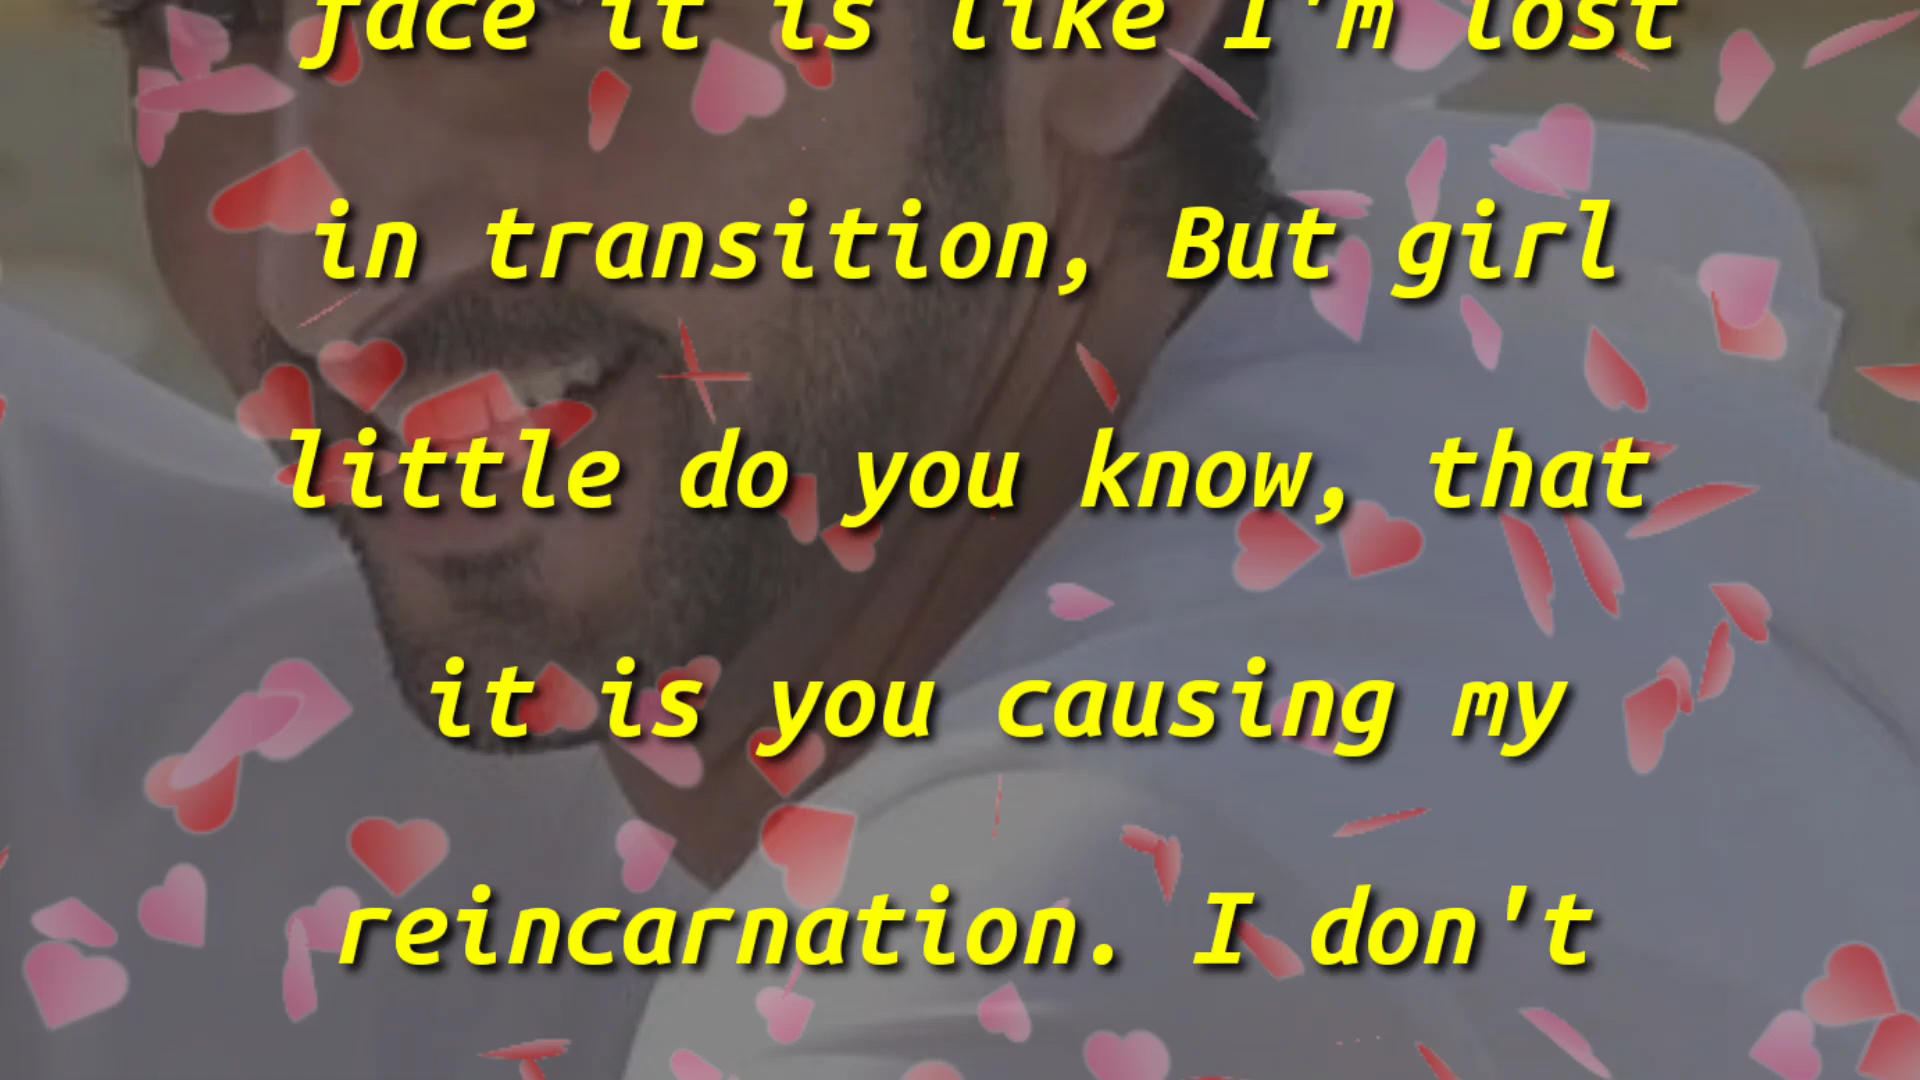 face it is like I'm lost
in transition, But girl
little do you know, that
it is you causing my
reincarnation. I don't